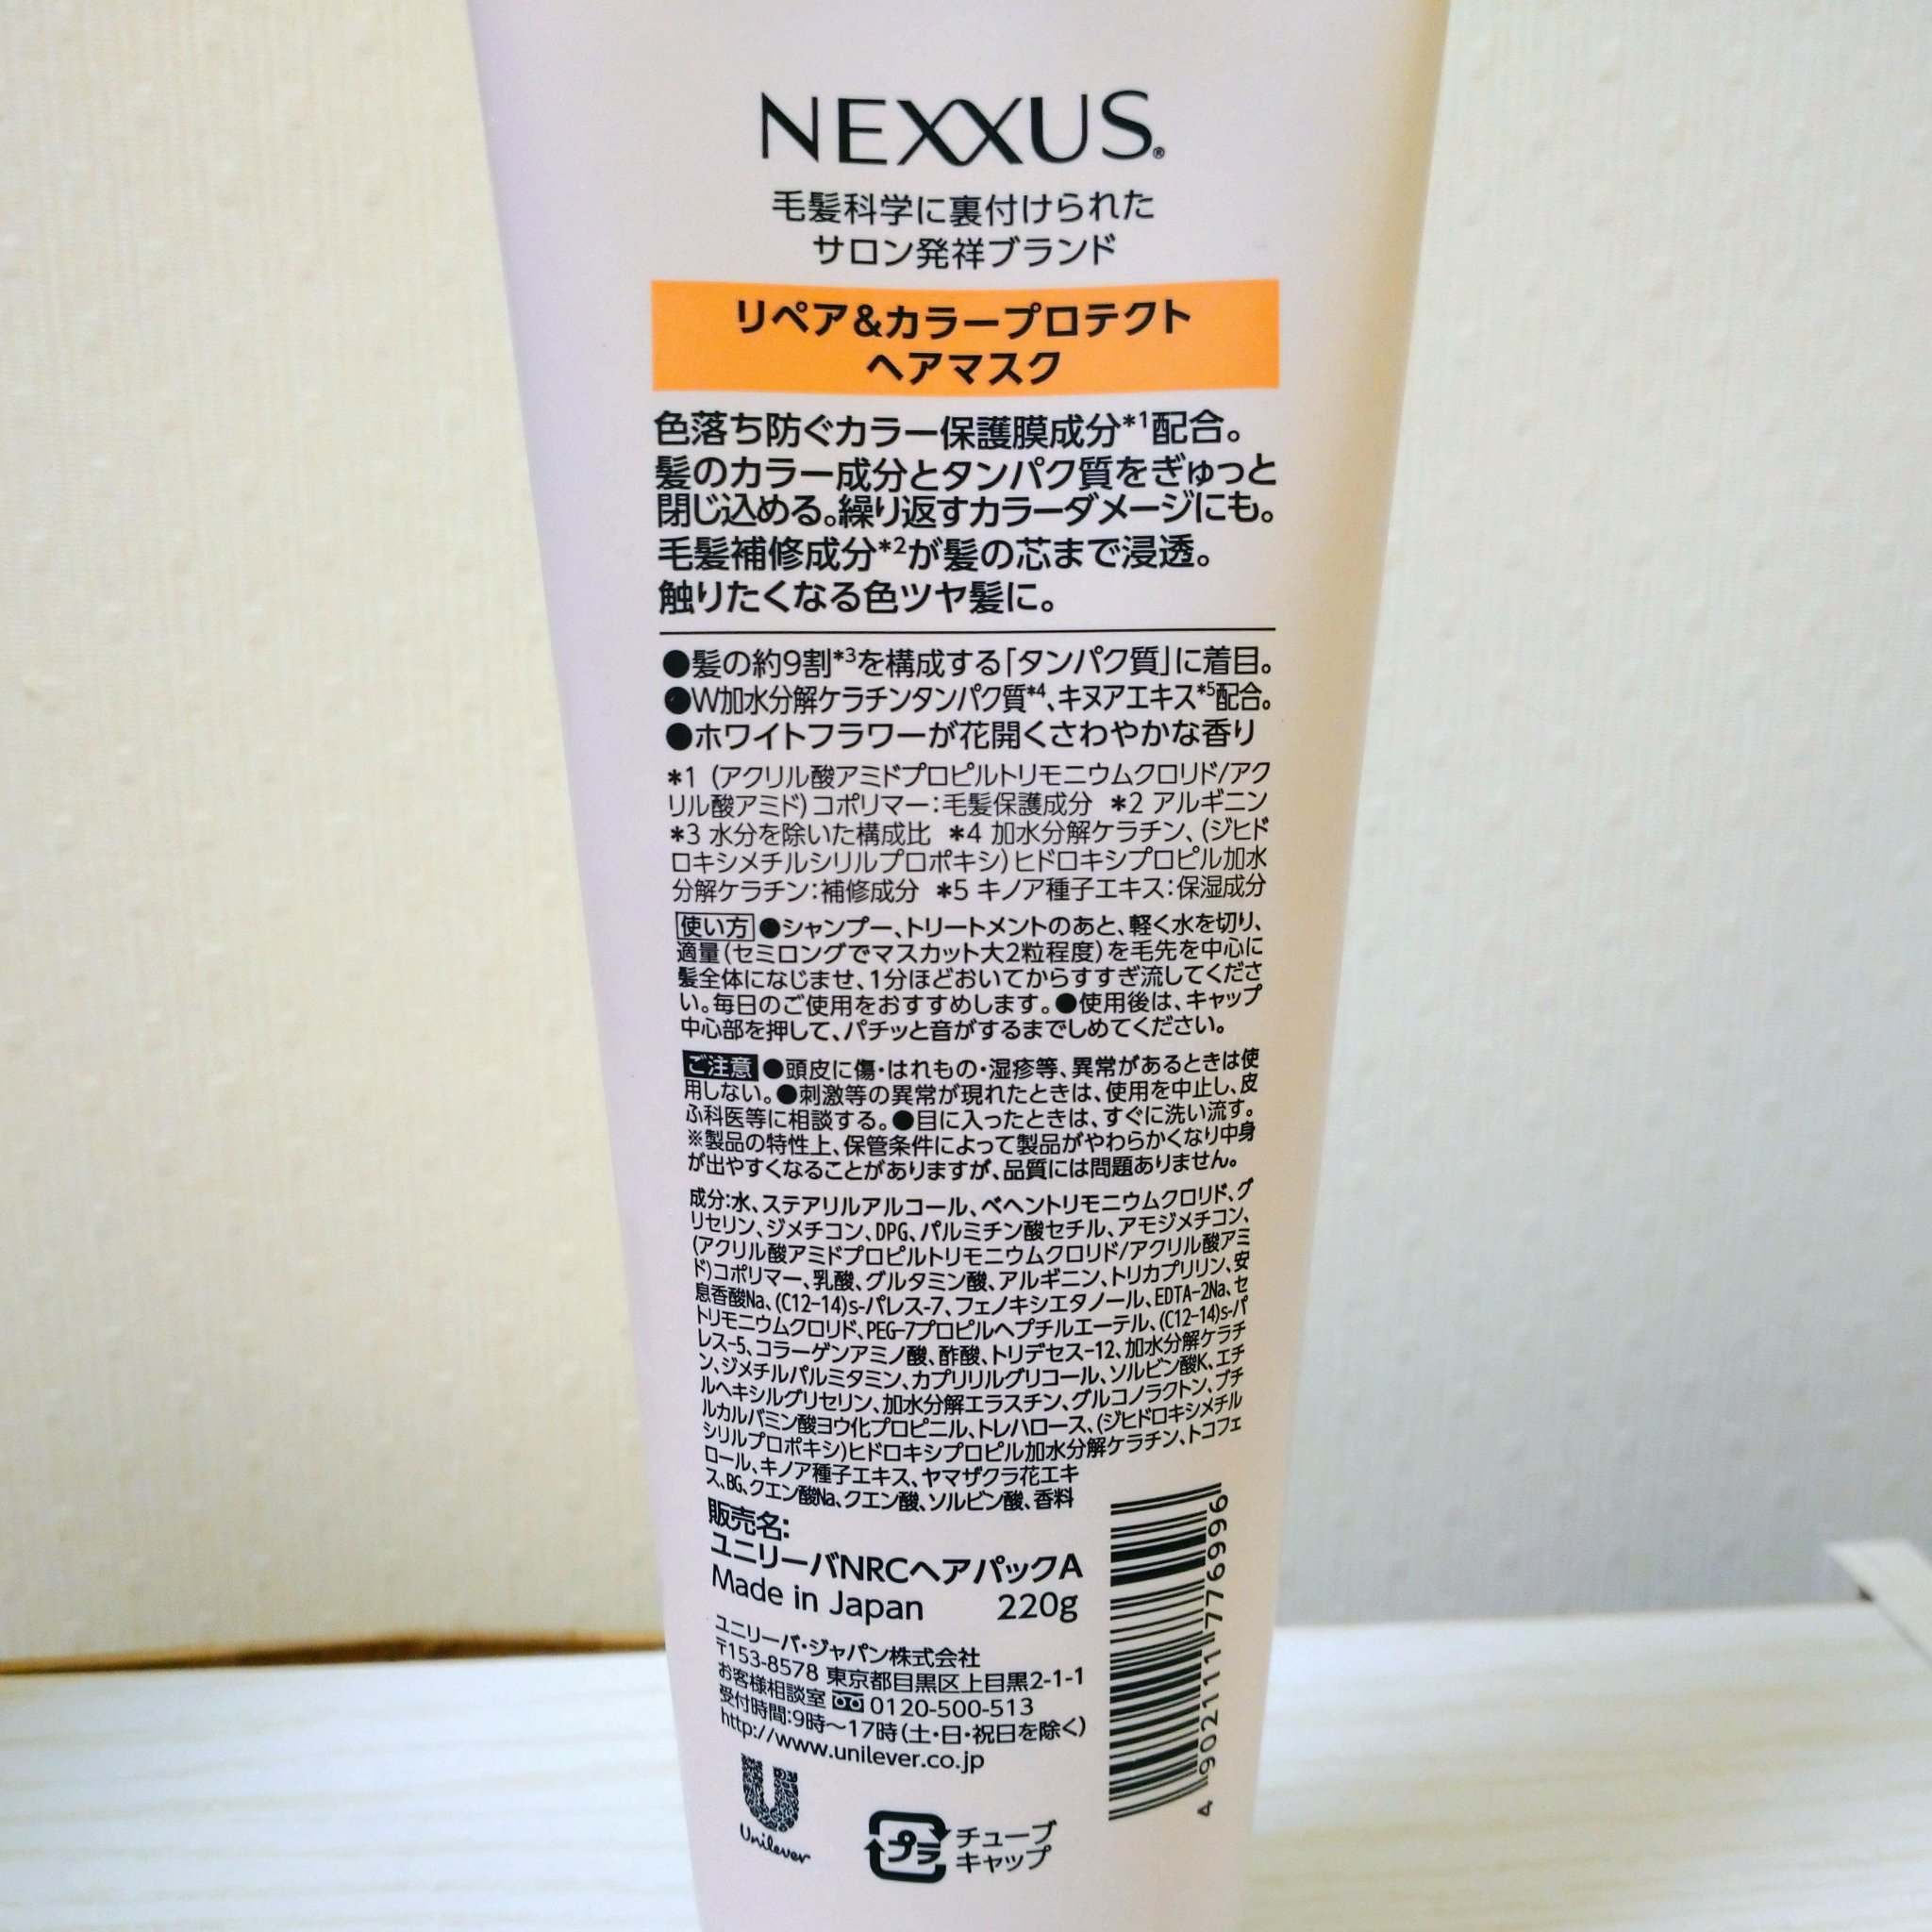 NEXXUS®
毛髪科学に裏付けられた
サロン発祥ブランド
リペア&カラープロテクト
ヘアマスク
色落ち防ぐカラー保護膜成分*1配合。
髪のカラー成分とタンパク質をぎゅっと
閉じ込める。繰り返すカラーダメージにも。
毛髪補修成分*2が髪の芯まで浸透。
触りたくなる色ツヤ髪に。
●髪の約9割*3を構成する「タンパク質」に着目。
●W加水分解ケラチンタンパク質*4、キヌアエキス*5配合。
●ホワイトフラワーが花開くさわやかな香り
*1 (アクリル酸アミドプロピルトリモニウムクロリド/アク
リル酸アミド)コポリマー:毛髪保護成分 *2 アルギニン
*3 水分を除いた構成比 *4 加水分解ケラチン、(ジヒド
ロキシメチルシリルプロポキシ)ヒドロキシプロピル加水
分解ケラチン:補修成分 *5 キノア種子エキス:保湿成分
使い方 ●シャンプー、トリートメントのあと、軽く水を切り、
適量(セミロングでマスカット大2粒程度)を毛先を中心に
髪全体になじませ、1分ほどおいてからすすぎ流してくださ
い。毎日のご使用をおすすめします。●使用後は、キャップ
中心部を押して、パチッと音がするまでしめてください。
ご注意 ●頭皮に傷・はれもの・湿疹等、異常があるときは使
用しない。●刺激等の異常が現れたときは、使用を中止し、皮
ふ科医等に相談する。●目に入ったときは、すぐに洗い流す。
※製品の特性上、保管条件によって製品がやわらかくなり中身
が出やすくなることがありますが、品質には問題ありません。
成分:水、ステアリルアルコール、ベヘントリモニウムクロリド、グ
リセリン、ジメチコン、DPG、パルミチン酸セチル、アモジメチコン、
(アクリル酸アミドプロピルトリモニウムクロリド/アクリル酸アミ
ド)コポリマー、乳酸、グルタミン酸、アルギニン、トリカプリリン、安
息香酸Na、(C12-14)s-パレス-7、フェノキシエタノール、EDTA-2Na、セ
トリモニウムクロリド、PEG-7プロピルヘプチルエーテル、(C12-14)s-パ
レス-5、コラーゲンアミノ酸、酢酸、トリデセス-12、加水分解ケラチ
ン、ジメチルパルミタミン、カプリリルグリコール、ソルビン酸K、エチ
ルヘキシルグリセリン、加水分解エラスチン、グルコノラクトン、ブチ
ルカルバミン酸ヨウ化プロピニル、トレハロース、(ジヒドロキシメチル
シリルプロポキシ)ヒドロキシプロピル加水分解ケラチン、トコフェ
ロール、キノア種子エキス、ヤマザクラ花エキ
ス、BG、クエン酸Na、クエン酸、ソルビン酸、香料
販売名:
ユニリーバNRCヘアパックA
Made in Japan 220g
ユニリーバ・ジャパン株式会社
〒153-8578 東京都目黒区上目黒2-1-1
お客様相談室 0120-500-513
受付時間:9時～17時(土・日・祝日を除く)
http://www.unilever.co.jp
4 902111 776996
Unilever
プラ チューブ
キャップ